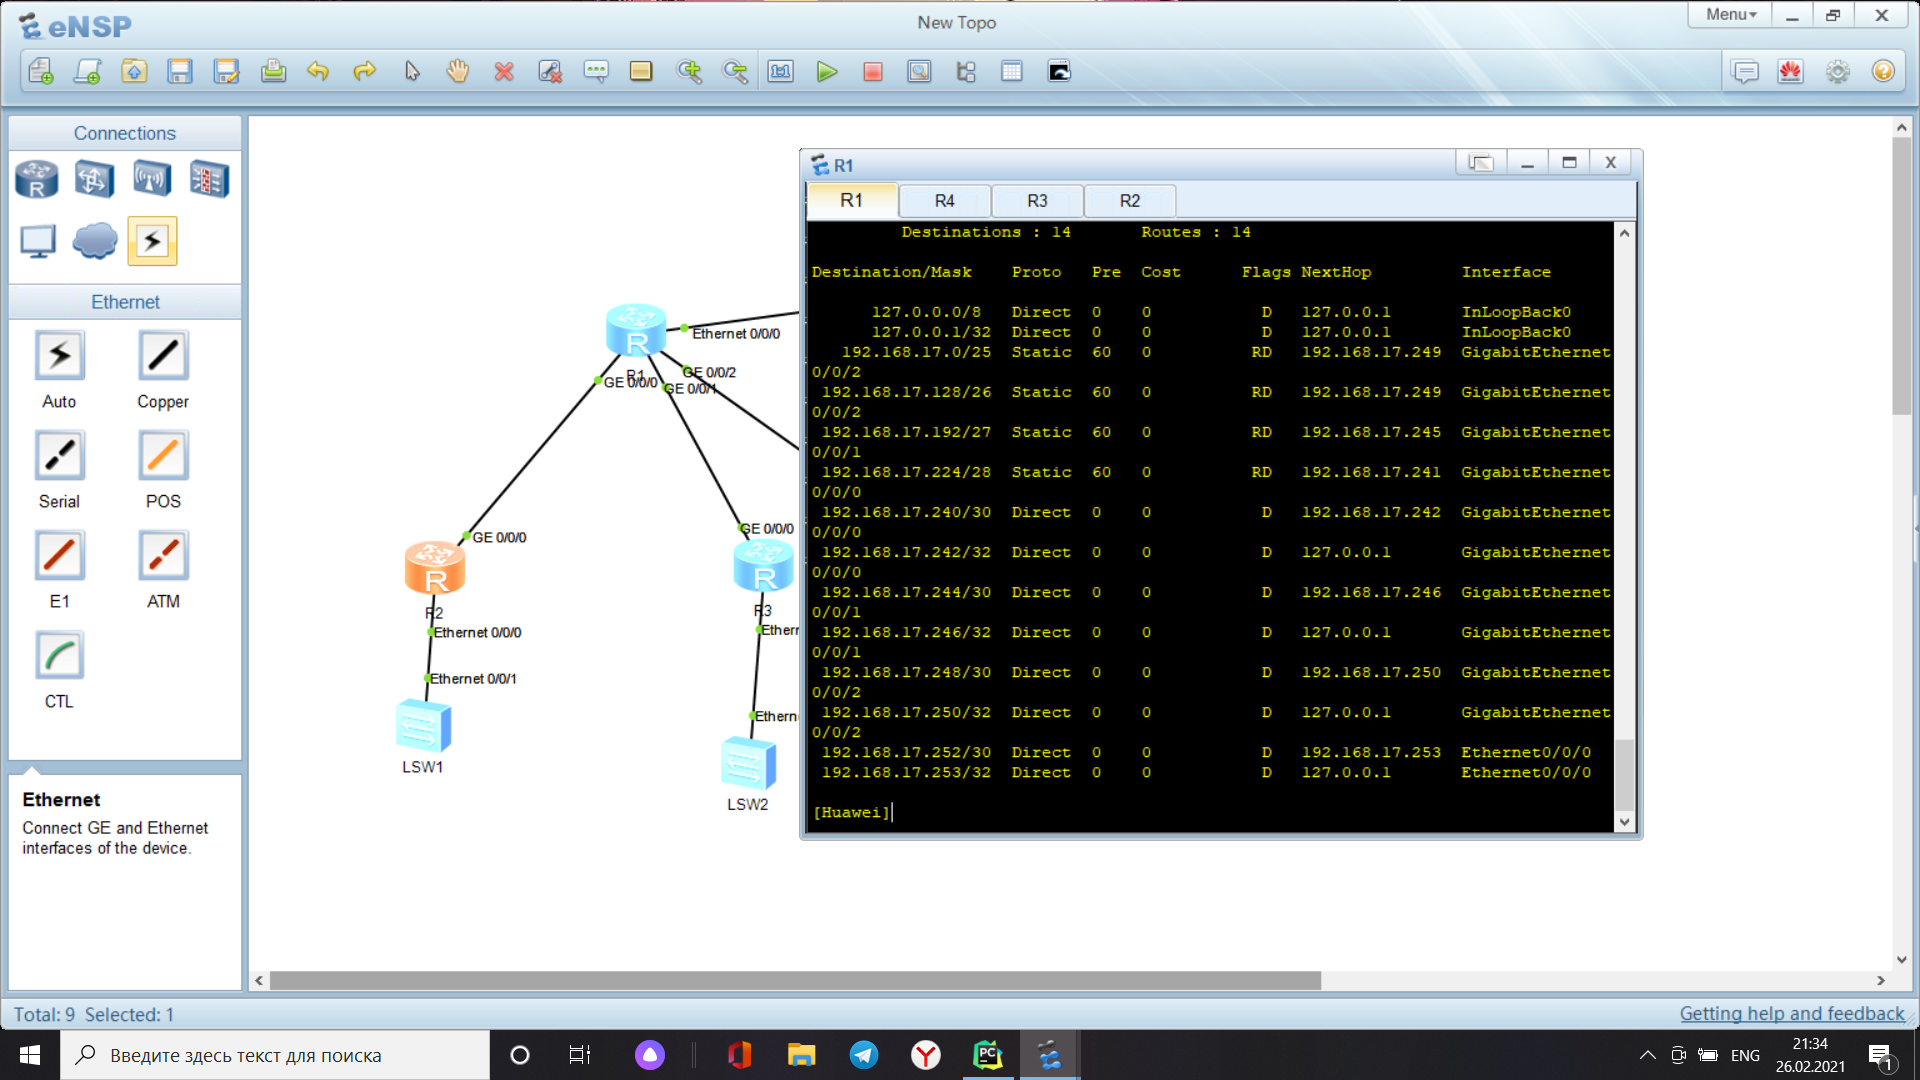 eNSP
New Topo
Menu
Connections
R
Ethernet
Auto
Copper
Serial
POS
E1
ATM
CTL
Ethernet
Connect GE and Ethernet
interfaces of the device.
R
R1
Ethernet 0/0/0
GE 0/0/2
GE 0/0/0
GE 0/0/1
GE 0/0/0
GE 0/0/0
R
R2
R
R3
Ethernet 0/0/0
Ethernet 0/0/1
LSW1
LSW2
R1
R1 R4 R3 R2
Destinations : 14 Routes : 14
Destination/Mask Proto Pre Cost Flags NextHop Interface
127.0.0.0/8 Direct 0 0 D 127.0.0.1 InLoopBack0
127.0.0.1/32 Direct 0 0 D 127.0.0.1 InLoopBack0
192.168.17.0/25 Static 60 0 RD 192.168.17.249 GigabitEthernet
0/0/2
192.168.17.128/26 Static 60 0 RD 192.168.17.249 GigabitEthernet
0/0/2
192.168.17.192/27 Static 60 0 RD 192.168.17.245 GigabitEthernet
0/0/1
192.168.17.224/28 Static 60 0 RD 192.168.17.241 GigabitEthernet
0/0/0
192.168.17.240/30 Direct 0 0 D 192.168.17.242 GigabitEthernet
0/0/0
192.168.17.242/32 Direct 0 0 D 127.0.0.1 GigabitEthernet
0/0/0
192.168.17.244/30 Direct 0 0 D 192.168.17.246 GigabitEthernet
0/0/1
192.168.17.246/32 Direct 0 0 D 127.0.0.1 GigabitEthernet
0/0/1
192.168.17.248/30 Direct 0 0 D 192.168.17.250 GigabitEthernet
0/0/2
192.168.17.250/32 Direct 0 0 D 127.0.0.1 GigabitEthernet
0/0/2
192.168.17.252/30 Direct 0 0 D 192.168.17.253 Ethernet0/0/0
192.168.17.253/32 Direct 0 0 D 127.0.0.1 Ethernet0/0/0
[Huawei]
Total: 9 Selected: 1
Getting help and feedback
Введите здесь текст для поиска
ENG
21:34
26.02.2021
1